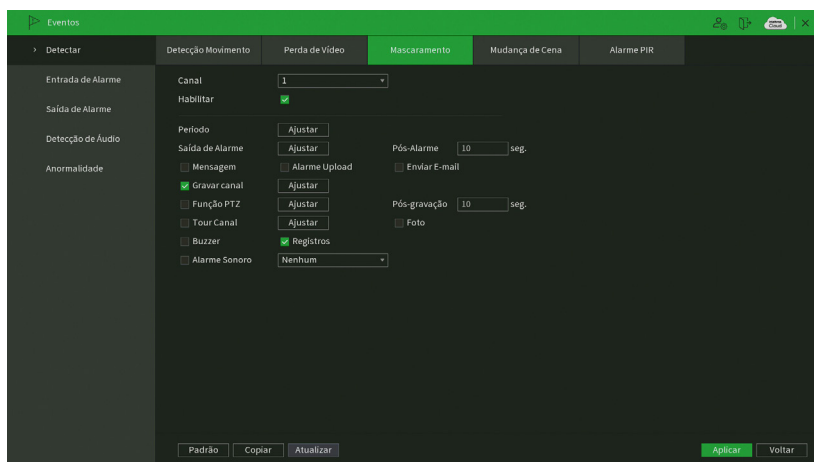 Eventos
Detectar
Entrada de Alarme
Saída de Alarme
Detecção de Áudio
Anormalidade
Detecção Movimento Perda de Vídeo Mascaramento Mudança de Cena Alarme PIR
Canal 1
Habilitar
Período Ajustar
Saída de Alarme Ajustar Pós-Alarme 10 seg.
Mensagem Alarme Upload Enviar E-mail
Gravar canal Ajustar
Função PTZ Ajustar Pós-gravação 10 seg.
Tour Canal Ajustar Foto
Buzzer Registros
Alarme Sonoro Nenhum
Padrão Copiar Atualizar Aplicar Voltar